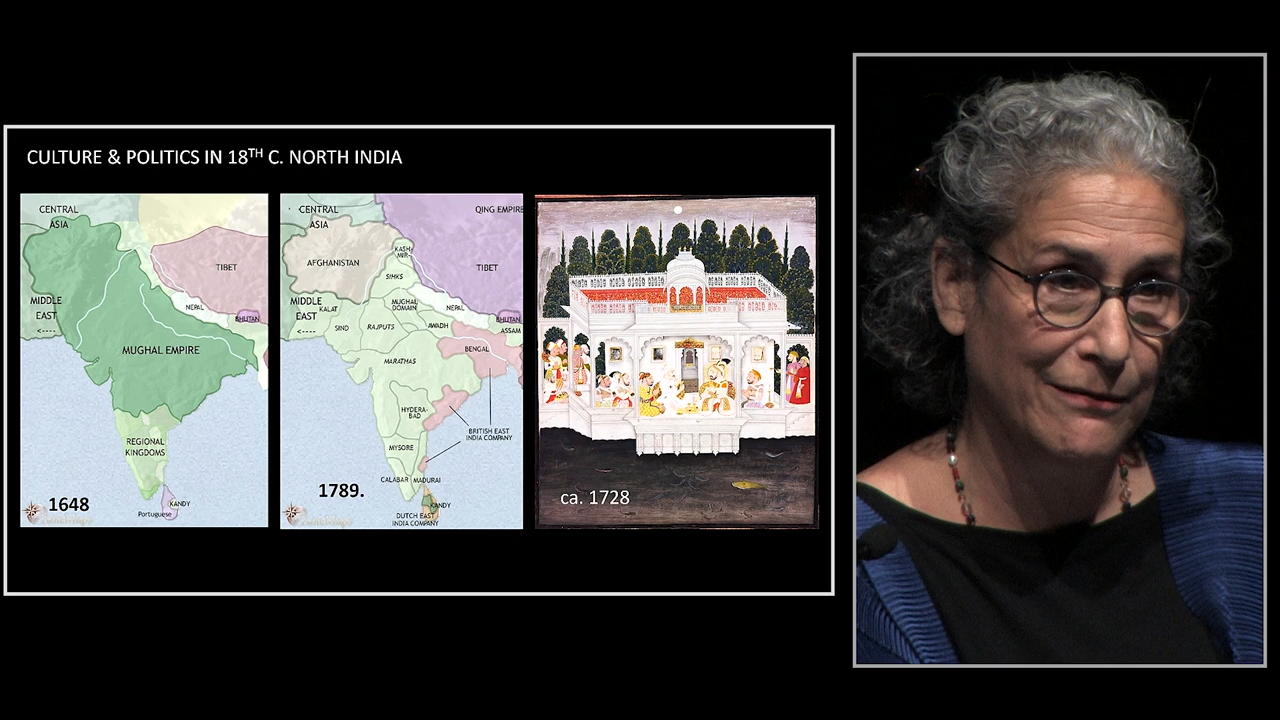 CULTURE & POLITICS IN 18TH C. NORTH INDIA
CENTRAL
ASIA
TIBET
MIDDLE
EAST
<----
NEPAL
BHUTAN
MUGHAL EMPIRE
REGIONAL
KINGDOMS
1648
KANDY
Portuguese
CENTRAL
ASIA
QING EMPIRE
AFGHANISTAN
KASH-
MIR
SIKHS
TIBET
MIDDLE
EAST
<----
KALAT
MUGHAL
DOMAIN
NEPAL
BHUTAN
SIND
RAJPUTS
AWADH
ASSAM
BENGAL
MARATHAS
HYDERA-
BAD
BRITISH EAST
INDIA COMPANY
MYSORE
CALABAR
MADURAI
1789.
KANDY
DUTCH EAST
INDIA COMPANY
ca. 1728